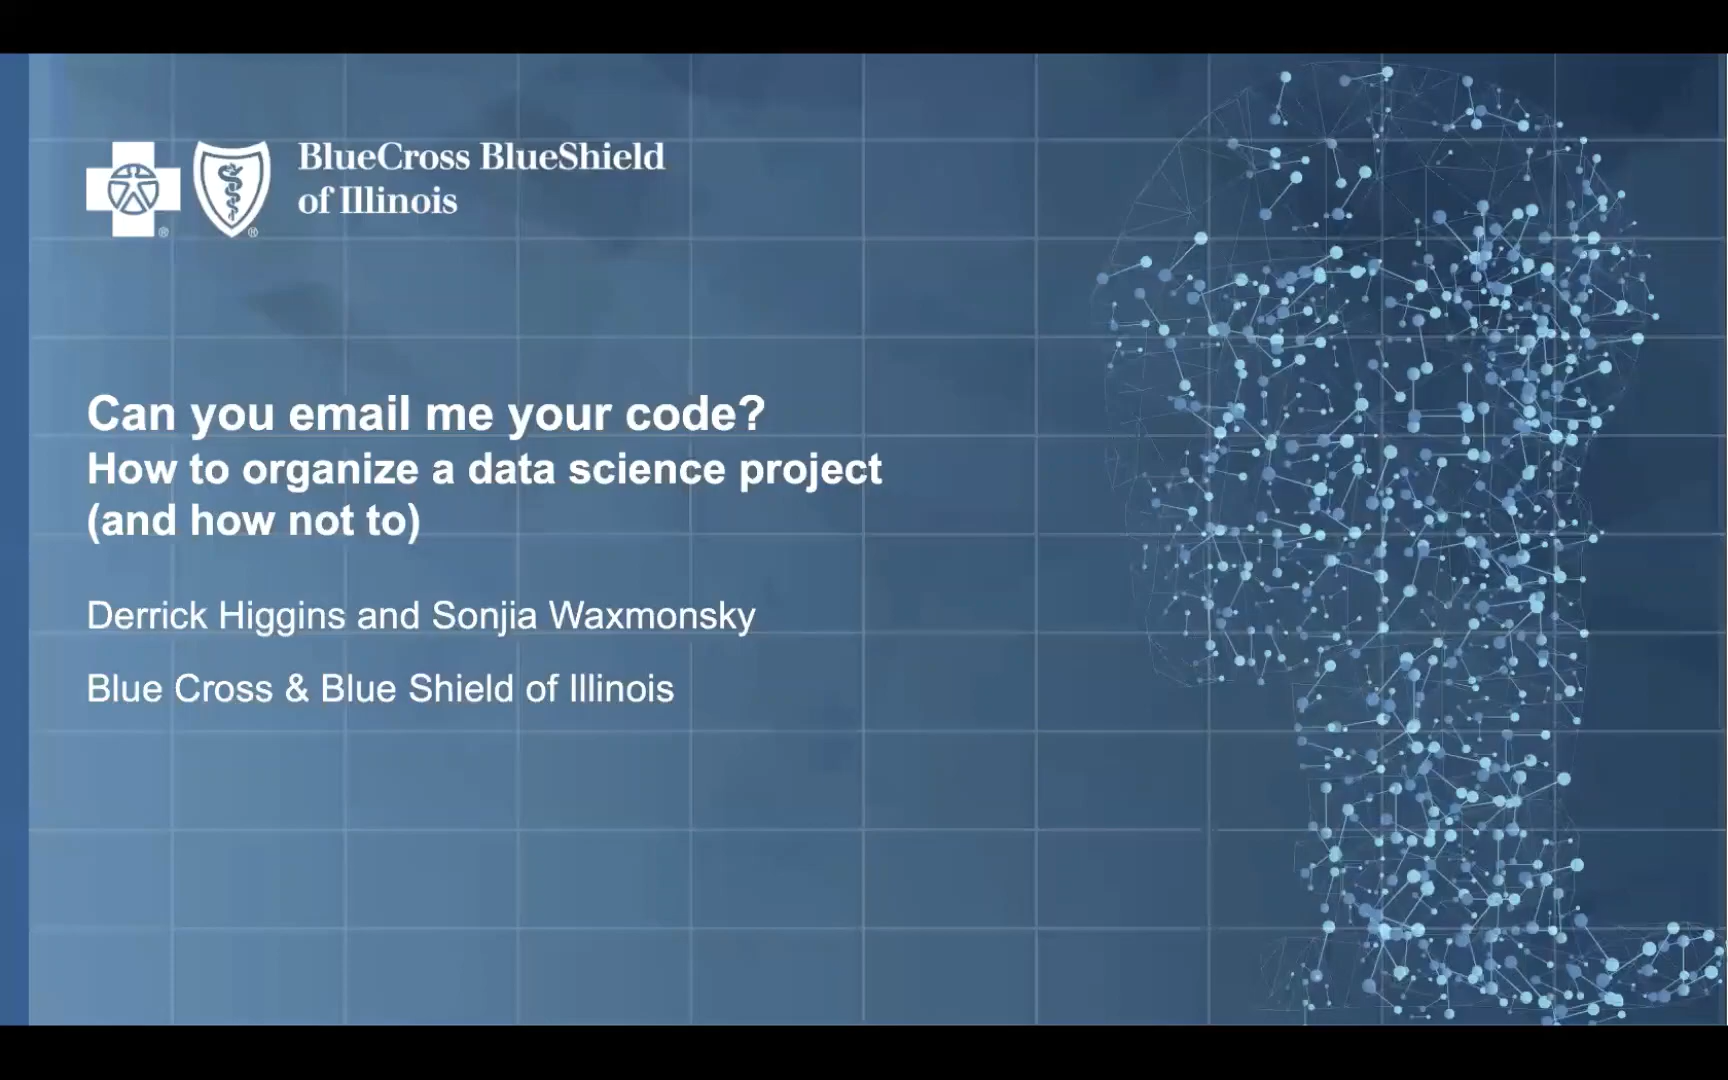 BlueCross BlueShield
of Illinois
® ®
Can you email me your code?
How to organize a data science project
(and how not to)
Derrick Higgins and Sonjia Waxmonsky
Blue Cross & Blue Shield of Illinois